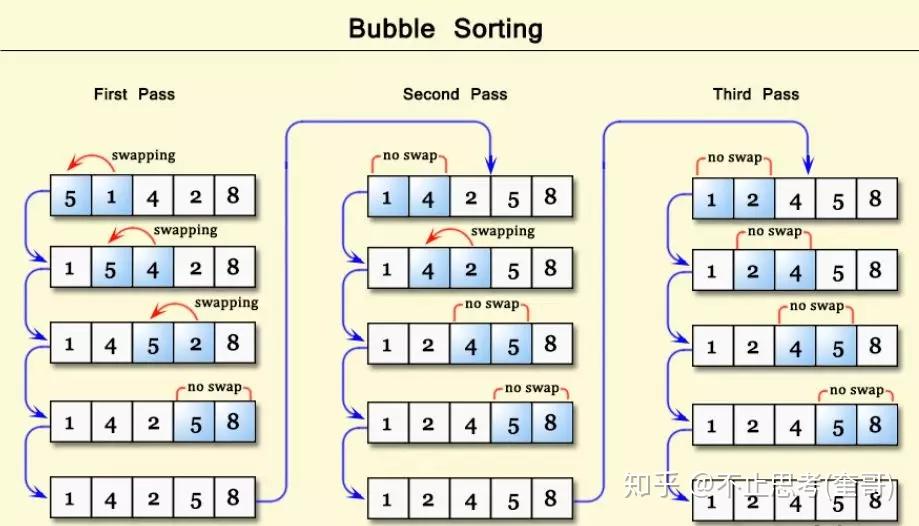 Bubble Sorting
First Pass
swapping
5 1 4 2 8
swapping
1 5 4 2 8
swapping
1 4 5 2 8
no swap
1 4 2 5 8
1 4 2 5 8
Second Pass
no swap
1 4 2 5 8
swapping
1 4 2 5 8
no swap
1 2 4 5 8
no swap
1 2 4 5 8
1 2 4 5 8
Third Pass
no swap
1 2 4 5 8
no swap
1 2 4 5 8
no swap
1 2 4 5 8
no swap
1 2 4 5 8
1 2 4 5 8
知乎 @不止思考(奎哥)